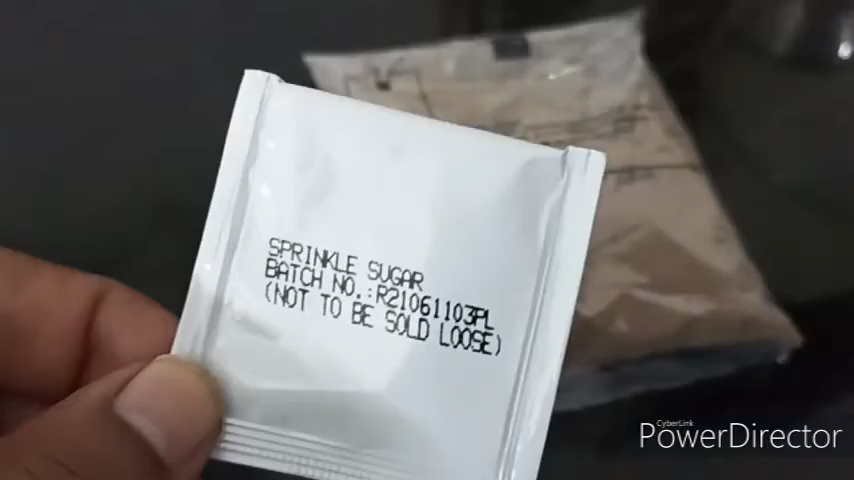 SPRINKLE SUGAR
BATCH NO.:R21061103PL
(NOT TO BE SOLD LOOSE)
CyberLink
PowerDirector